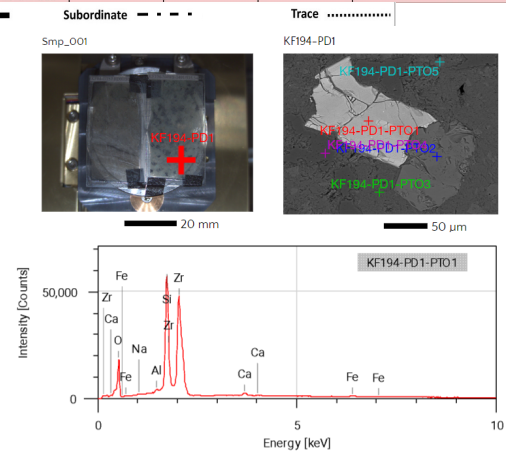 Subordinate Trace
Smp_001 KF194-PD1
KF194-PD1
KF194-PD1-PTO5
KF194-PD1-PTO1
KF194-PD1-PTO2
KF194-PD1-PTO3
20 mm 50 µm
KF194-PD1-PTO1
Intensity [Counts]
50,000
0
Zr
Ca
O
Fe
Fe
Na
Al
Si
Zr
Zr
Ca
Ca
Fe
Fe
0 5 10
Energy [keV]